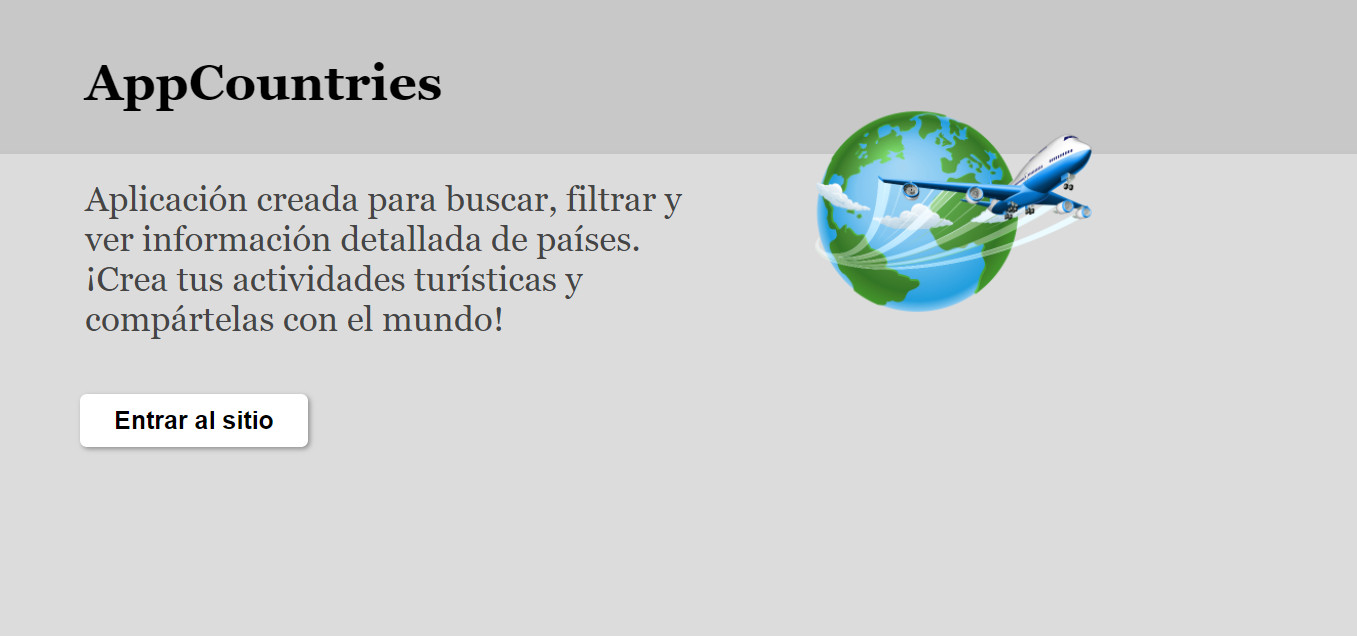 AppCountries
Aplicación creada para buscar, filtrar y
ver información detallada de países.
¡Crea tus actividades turísticas y
compártelas con el mundo!
Entrar al sitio